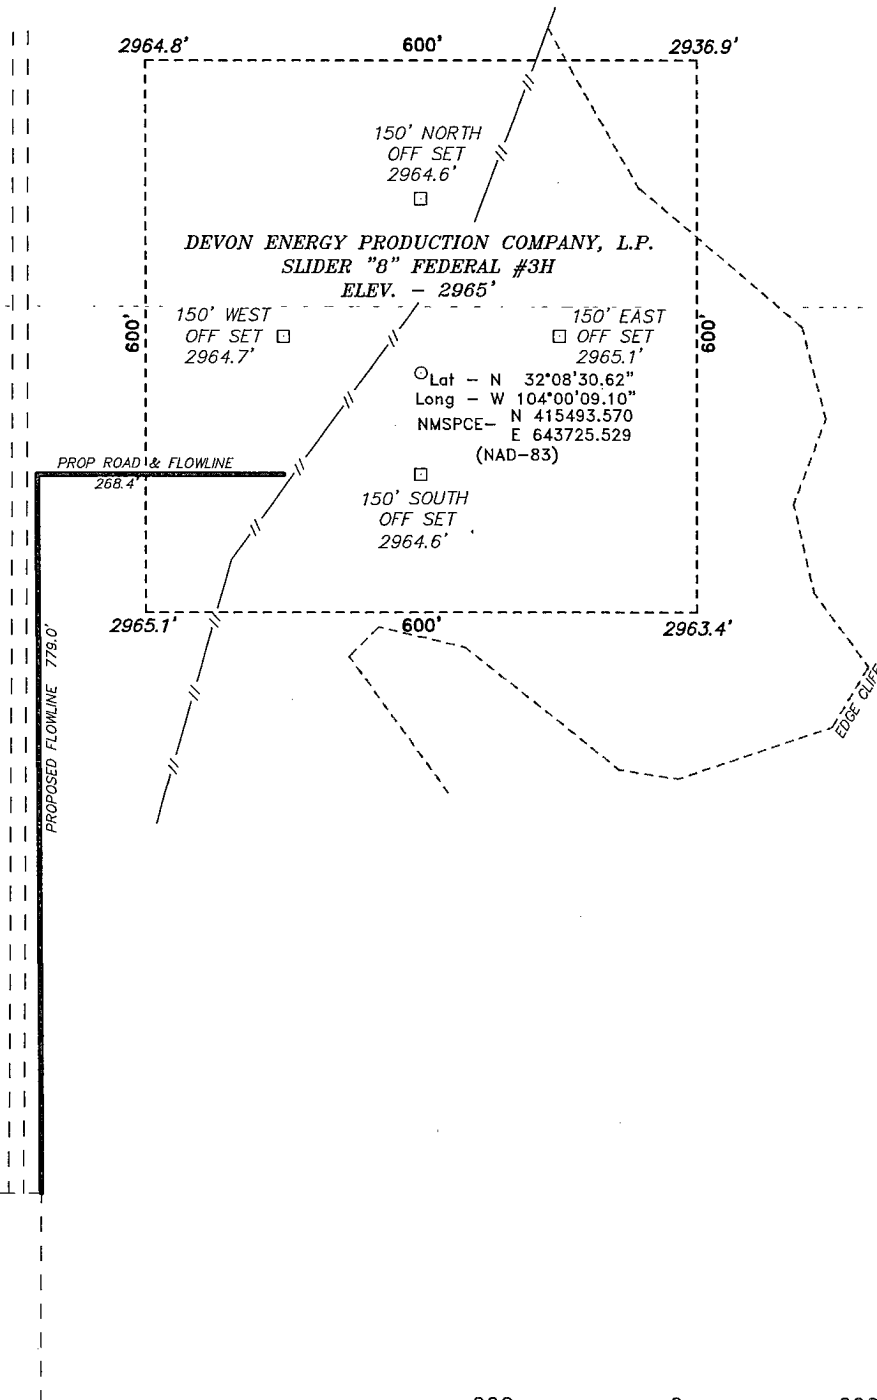 2964.8'
600'
2936.9'
150' NORTH
OFF SET
2964.6'
DEVON ENERGY PRODUCTION COMPANY, L.P.
SLIDER "8" FEDERAL #3H
ELEV. - 2965'
600'
150' WEST
OFF SET
2964.7'
150' EAST
OFF SET
2965.1'
600'
Lat - N 32°08'30.62"
Long - W 104°00'09.10"
NMSPCE- N 415493.570
E 643725.529
(NAD-83)
PROP ROAD & FLOWLINE
268.4'
150' SOUTH
OFF SET
2964.6'
2965.1'
600'
2963.4'
PROPOSED FLOWLINE 779.0'
EDGE CLIFF